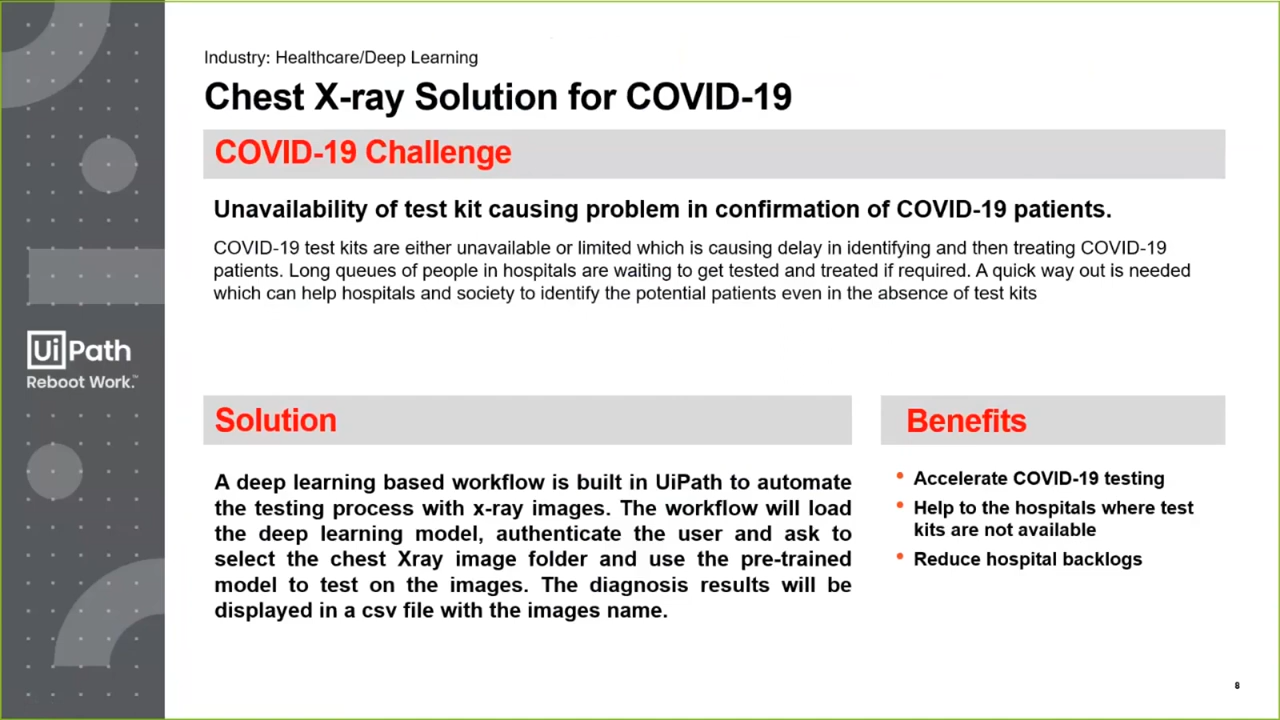 Industry: Healthcare/Deep Learning
Chest X-ray Solution for COVID-19
COVID-19 Challenge
Unavailability of test kit causing problem in confirmation of COVID-19 patients.
COVID-19 test kits are either unavailable or limited which is causing delay in identifying and then treating COVID-19
patients. Long queues of people in hospitals are waiting to get tested and treated if required. A quick way out is needed
which can help hospitals and society to identify the potential patients even in the absence of test kits
UiPath
Reboot Work.™
Solution
A deep learning based workflow is built in UiPath to automate
the testing process with x-ray images. The workflow will load
the deep learning model, authenticate the user and ask to
select the chest Xray image folder and use the pre-trained
model to test on the images. The diagnosis results will be
displayed in a csv file with the images name.
Benefits
• Accelerate COVID-19 testing
• Help to the hospitals where test
kits are not available
• Reduce hospital backlogs
8